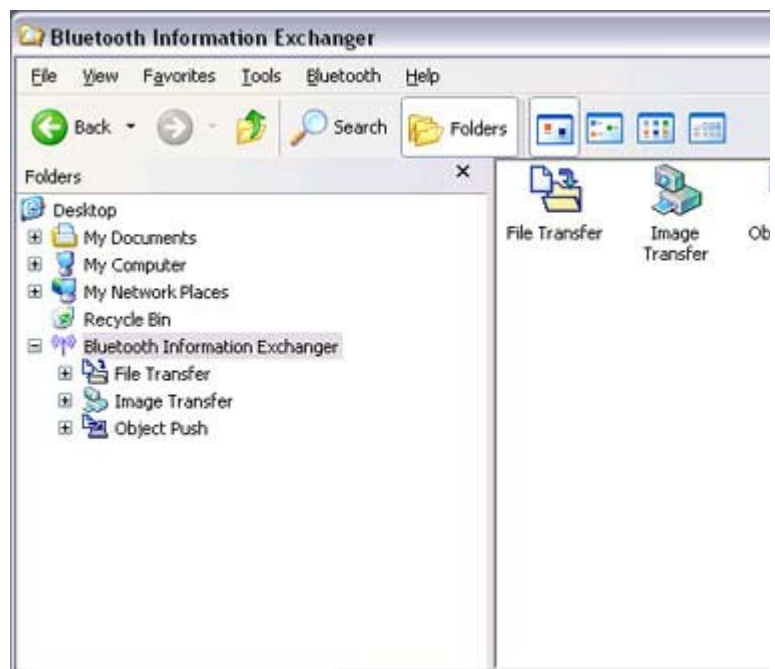 Bluetooth Information Exchanger
File View Favorites Tools Bluetooth Help
Back Search Folders
Folders
Desktop
My Documents
My Computer
My Network Places
Recycle Bin
Bluetooth Information Exchanger
File Transfer
Image Transfer
Object Push
File Transfer
Image
Transfer
Ob